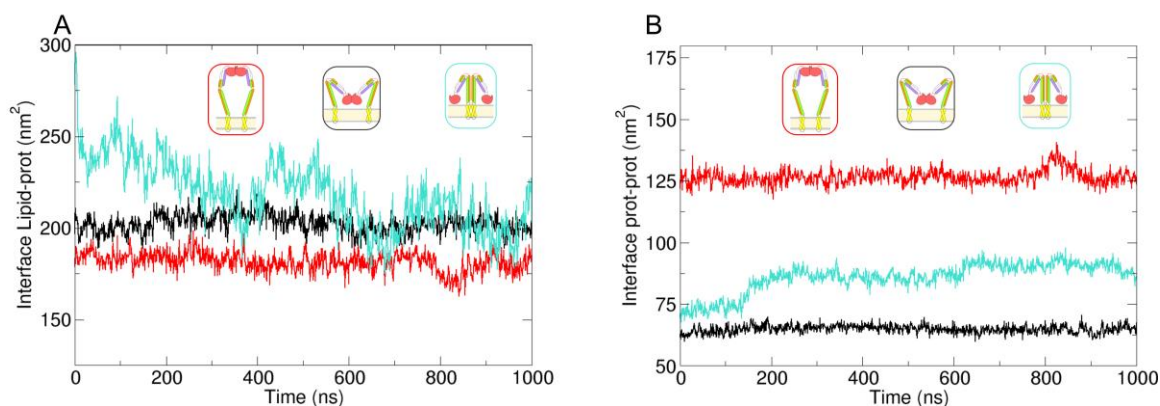 A
Interface Lipid-prot (nm²)
300
250
200
150
0 200 400 600 800 1000
Time (ns)
B
Interface prot-prot (nm²)
175
150
125
100
75
50
0 200 400 600 800 1000
Time (ns)